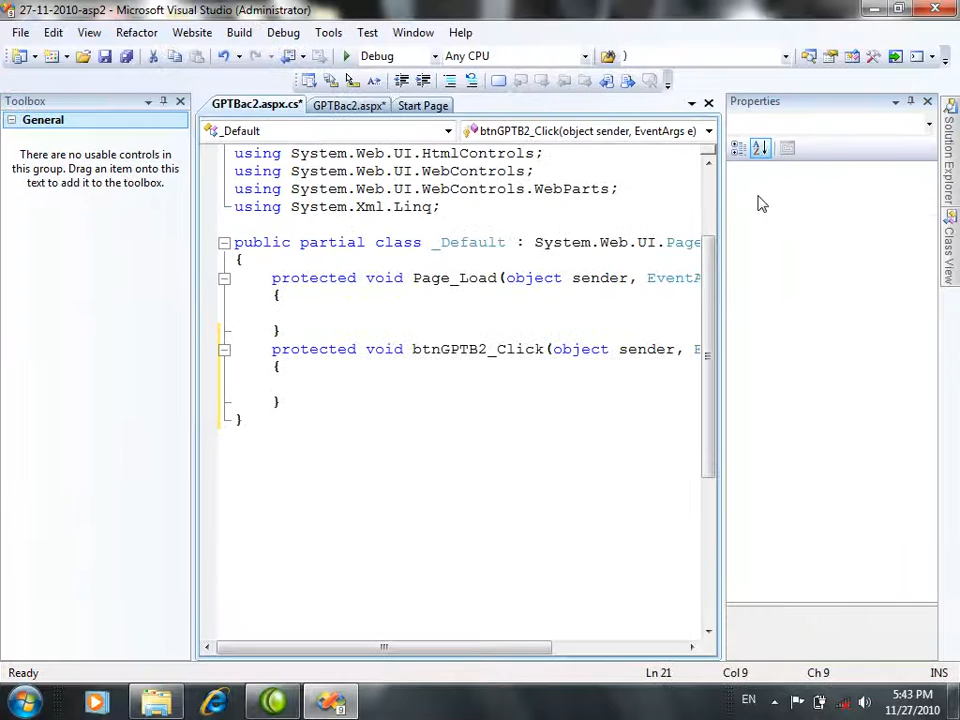 27-11-2010-asp2 - Microsoft Visual Studio (Administrator)
File Edit View Refactor Website Build Debug Tools Test Window Help
Debug Any CPU )
Toolbox
General
There are no usable controls in
this group. Drag an item onto this
text to add it to the toolbox.
GPTBac2.aspx.cs* GPTBac2.aspx* Start Page
_Default btnGPTB2_Click(object sender, EventArgs e)
using System.Web.UI.HtmlControls;
using System.Web.UI.WebControls;
using System.Web.UI.WebControls.WebParts;
using System.Xml.Linq;
public partial class _Default : System.Web.UI.Page
{
protected void Page_Load(object sender, EventA
{
}
protected void btnGPTB2_Click(object sender, E
{
}
}
Properties
Solution Explorer
Class View
Ready Ln 21 Col 9 Ch 9 INS
EN 5:43 PM
11/27/2010